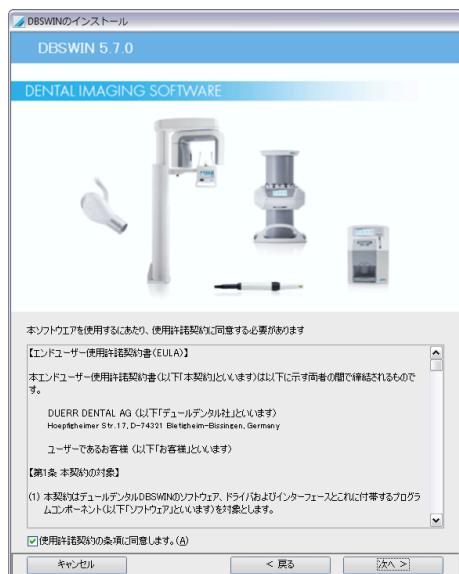 DBSWINのインストール
DBSWIN 5.7.0
DENTAL IMAGING SOFTWARE
本ソフトウエアを使用するにあたり、使用許諾契約に同意する必要があります
【エンドユーザー使用許諾契約書(EULA)】
本エンドユーザー使用許諾契約書(以下「本契約」といいます)は以下に示す両者の間で締結されるもので
す。
DUERR DENTAL AG (以下「デュールデンタル社」といいます)
Hoepfigheimer Str.17, D-74321 Bietigheim-Bissingen, Germany
ユーザーであるお客様 (以下「お客様」といいます)
【第1条 本契約の対象】
(1) 本契約はデュールデンタルDBSWINのソフトウェア、ドライバおよびインターフェースとこれに付帯するプログラ
ムコンポーネント(以下「ソフトウェア」といいます)を対象とします。
使用許諾契約の条項に同意します。(A)
キャンセル
< 戻る
次へ >